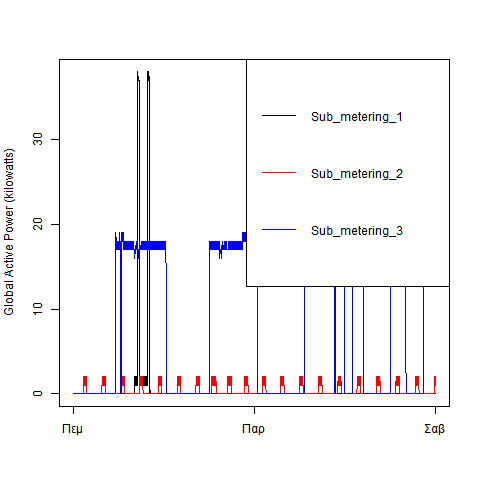 Global Active Power (kilowatts)
30
20
10
0
Sub_metering_1
Sub_metering_2
Sub_metering_3
Πεμ Παρ Σαβ